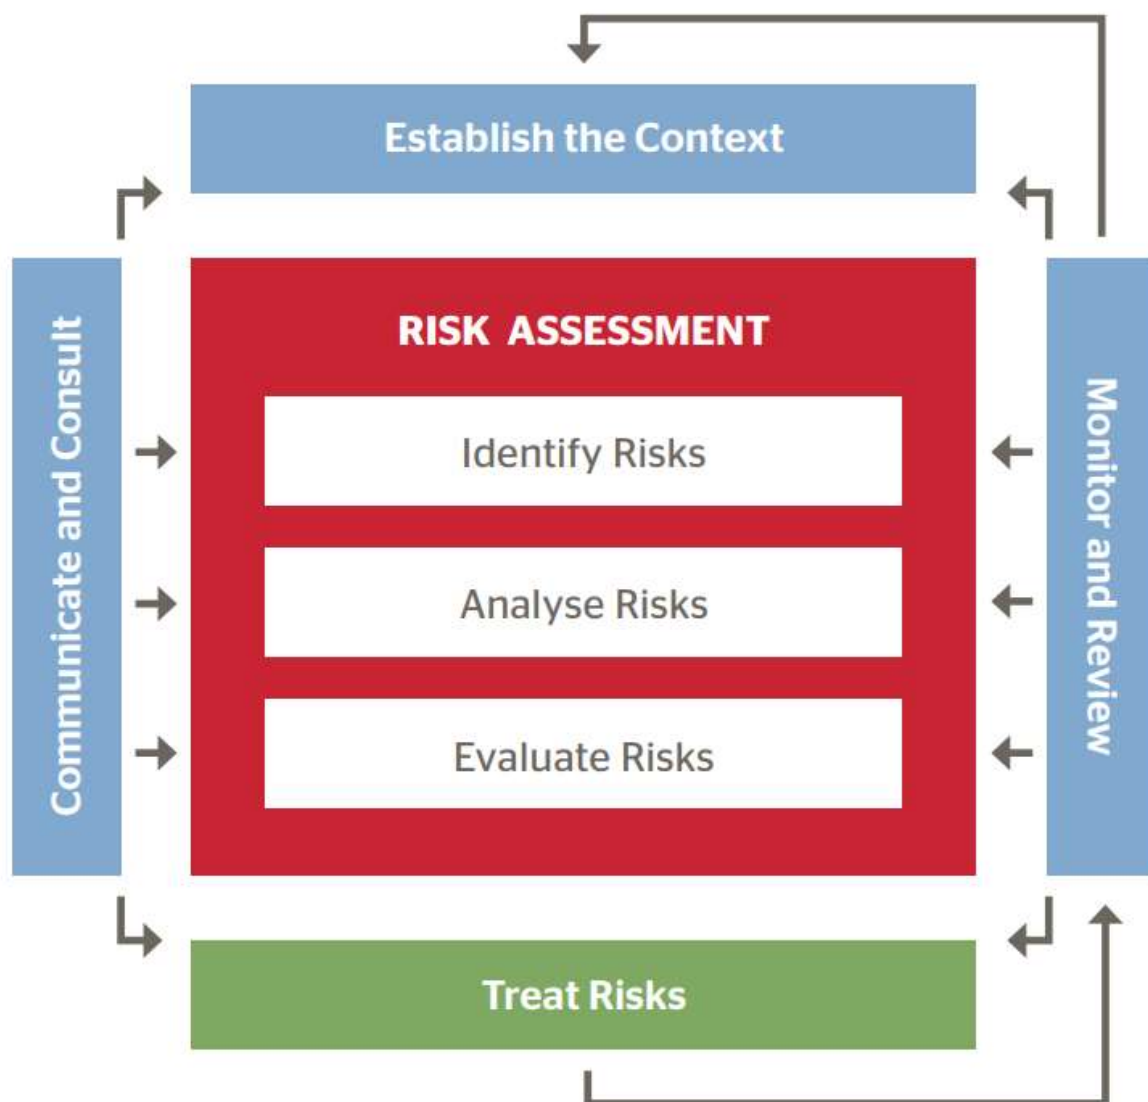 Establish the Context
Communicate and Consult
RISK ASSESSMENT
Identify Risks
Analyse Risks
Evaluate Risks
Monitor and Review
Treat Risks